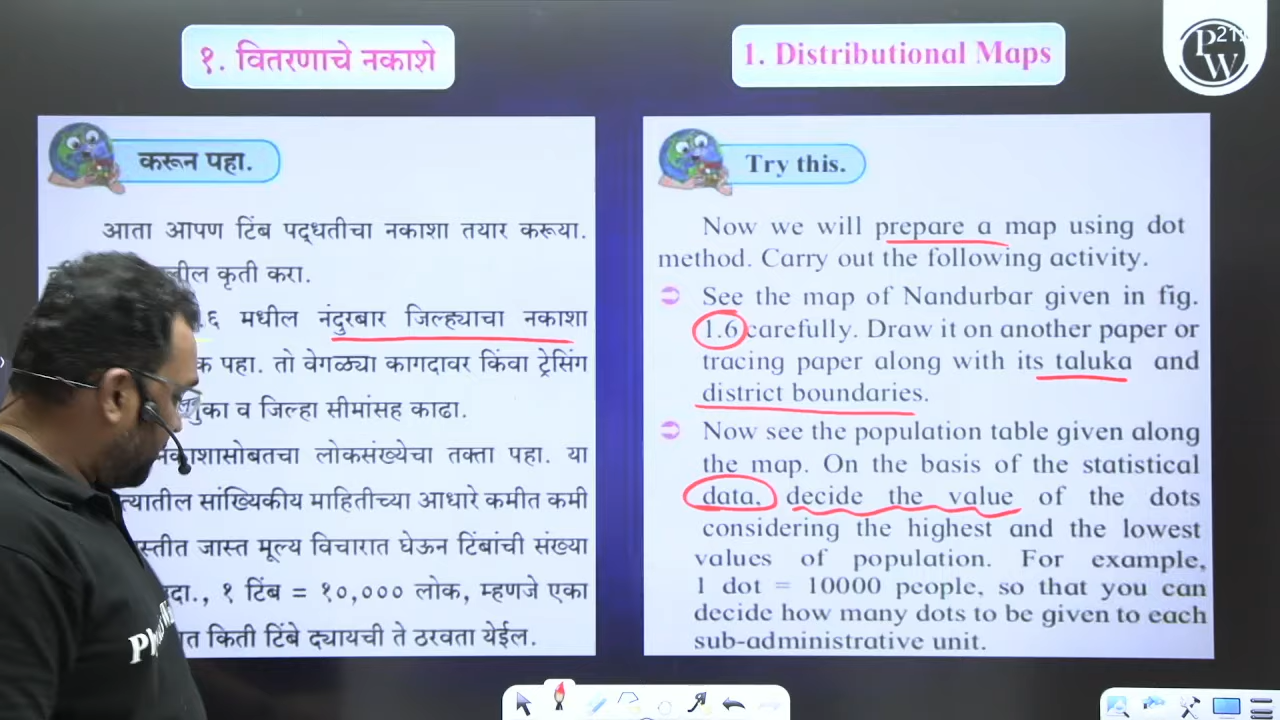 १. वितरणाचे नकाशे
1. Distributional Maps
PW
करून पहा.
आता आपण टिंब पद्धतीचा नकाशा तयार करूया.
लील कृती करा.
६ मधील नंदुरबार जिल्ह्याचा नकाशा
क पहा. तो वेगळ्या कागदावर किंवा ट्रेसिंग
का व जिल्हा सीमांसह काढा.
नकाशासोबतचा लोकसंख्येचा तक्ता पहा. या
त्यातील सांख्यिकीय माहितीच्या आधारे कमीत कमी
स्तीत जास्त मूल्य विचारात घेऊन टिंबांची संख्या
उदा., १ टिंब = १०,००० लोक, म्हणजे एका
त किती टिंबे द्यायची ते ठरवता येईल.
Try this.
Now we will prepare a map using dot
method. Carry out the following activity.
See the map of Nandurbar given in fig.
1.6 carefully. Draw it on another paper or
tracing paper along with its taluka and
district boundaries.
Now see the population table given along
the map. On the basis of the statistical
data, decide the value of the dots
considering the highest and the lowest
values of population. For example,
1 dot = 10000 people, so that you can
decide how many dots to be given to each
sub-administrative unit.